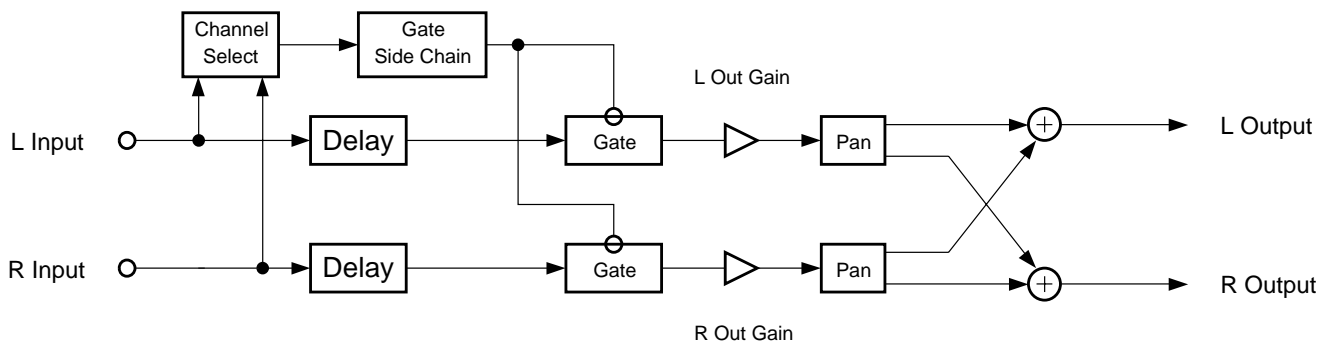 Channel
Select
Gate
Side Chain
L Out Gain
L Input
Delay
Gate
Pan
+
L Output
R Input
Delay
Gate
Pan
+
R Output
R Out Gain